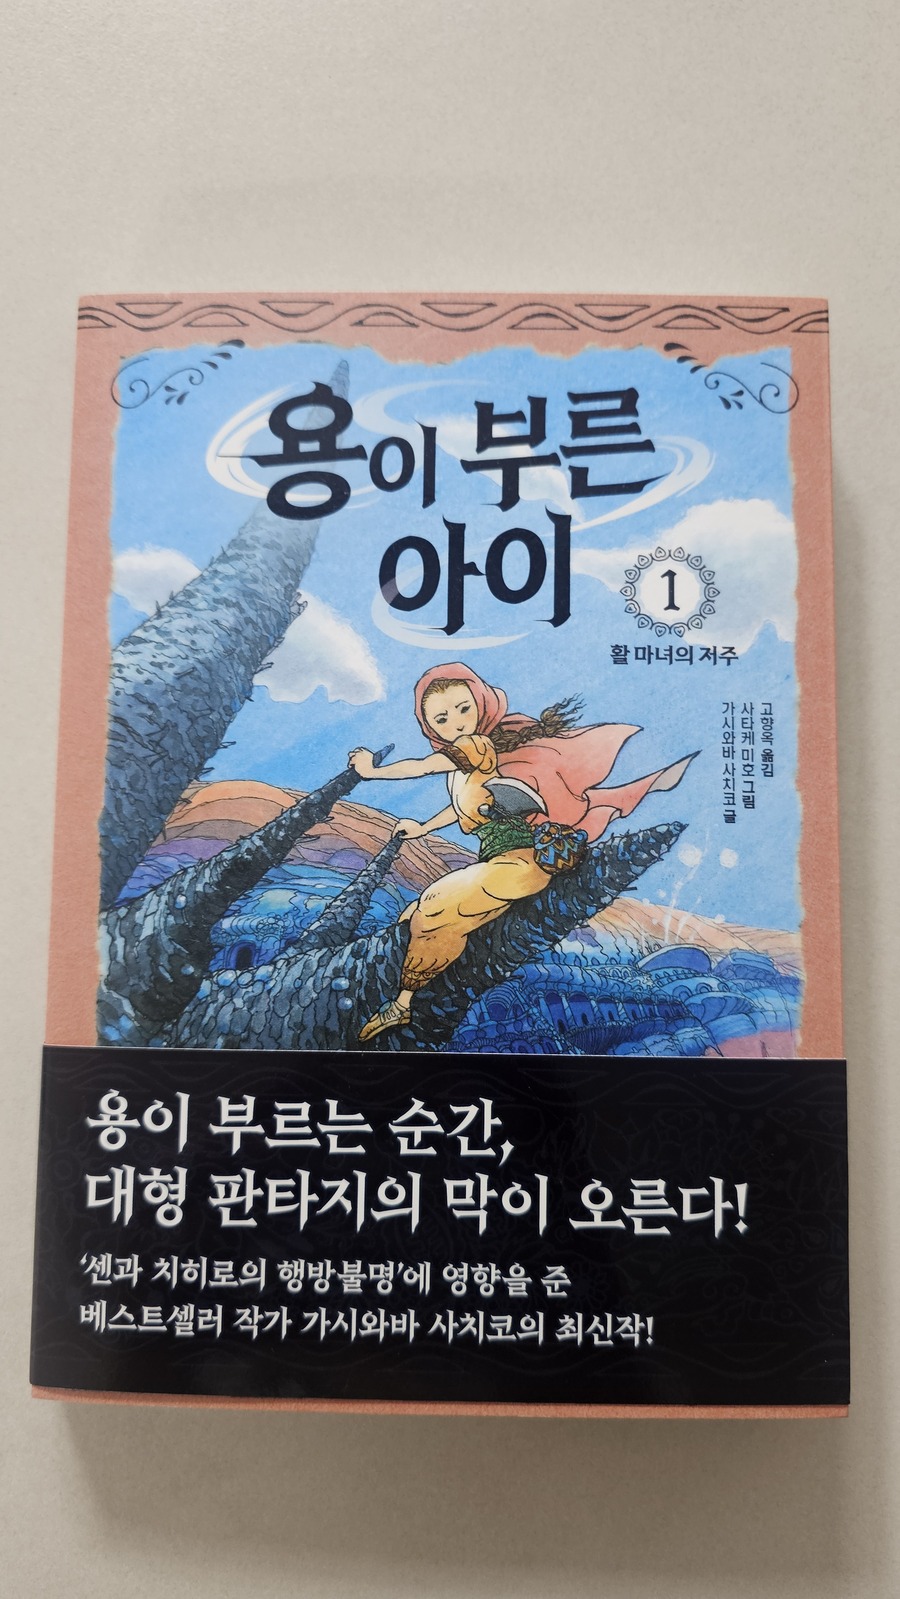 용이 부른
아이
1
활 마녀의 저주
가시와바 사치코 글
사타케 미호 그림
고향옥 옮김
용이 부르는 순간,
대형 판타지의 막이 오른다!
‘센과 치히로의 행방불명’에 영향을 준
베스트셀러 작가 가시와바 사치코의 최신작!